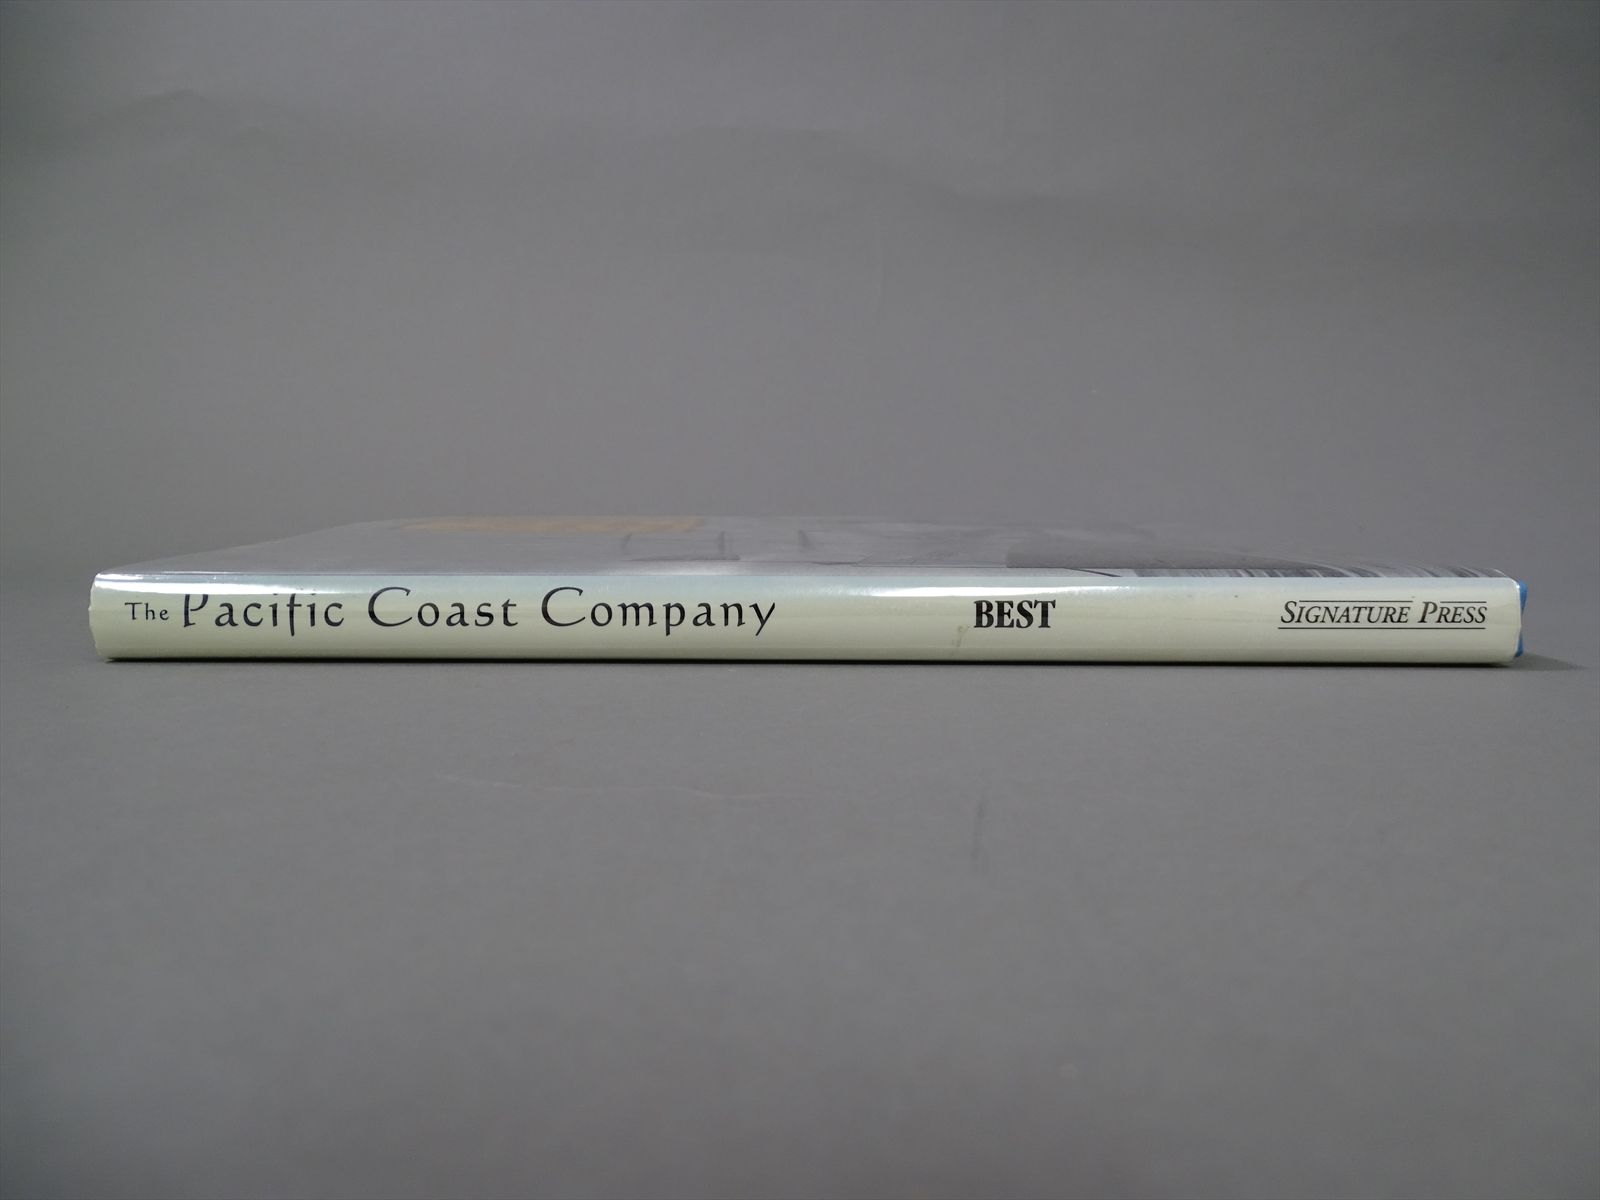 The Pacific Coast Company BEST SIGNATURE PRESS